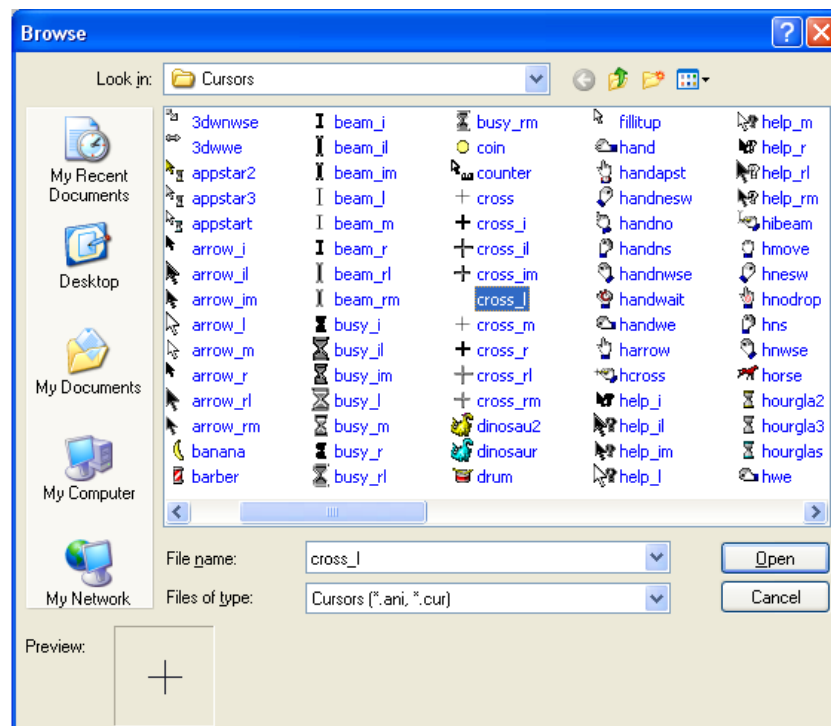 Browse
Look in:
Cursors
My Recent
Documents
Desktop
My Documents
My Computer
My Network
3dwnwse
3dwwe
appstar2
appstar3
appstart
arrow_i
arrow_il
arrow_im
arrow_l
arrow_m
arrow_r
arrow_rl
arrow_rm
banana
barber
beam_i
beam_il
beam_im
beam_l
beam_m
beam_r
beam_rl
beam_rm
busy_i
busy_il
busy_im
busy_l
busy_m
busy_r
busy_rl
busy_rm
coin
counter
cross
cross_i
cross_il
cross_im
cross_l
cross_m
cross_r
cross_rl
cross_rm
dinosau2
dinosaur
drum
fillitup
hand
handapst
handnesw
handno
handns
handnwse
handwait
handwe
harrow
hcross
help_i
help_il
help_im
help_l
help_m
help_r
help_rl
help_rm
hibeam
hmove
hnesw
hnodrop
hns
hnwse
horse
hourgla2
hourgla3
hourglas
hwe
File name:
cross_l
Open
Files of type:
Cursors (*.ani, *.cur)
Cancel
Preview: